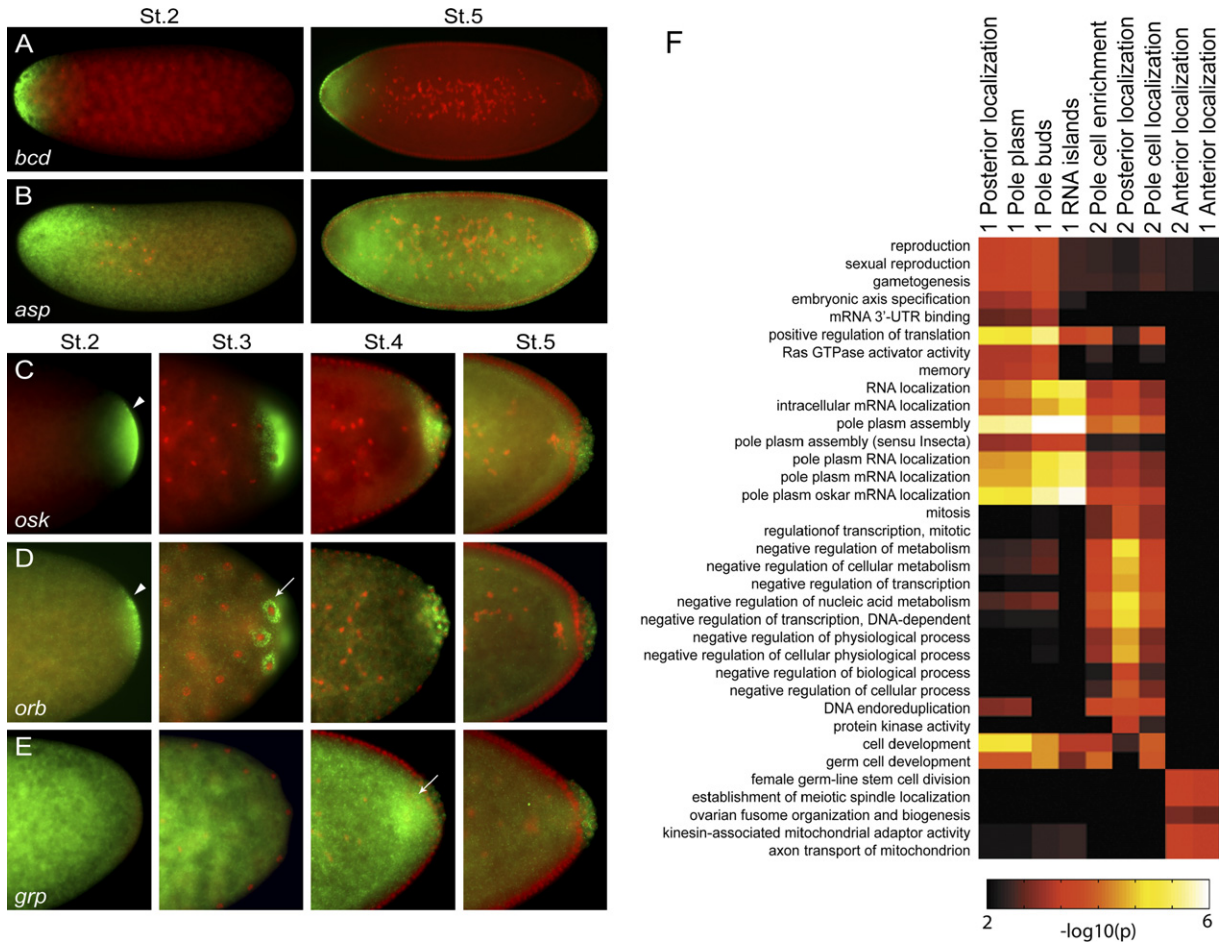 St.2
St.5
A
bcd
B
asp
St.2
St.3
St.4
St.5
C
osk
D
orb
E
grp
F
1 Posterior localization
1 Pole plasm
1 Pole buds
1 RNA islands
2 Pole cell enrichment
2 Posterior localization
2 Pole cell localization
2 Anterior localization
1 Anterior localization
reproduction
sexual reproduction
gametogenesis
embryonic axis specification
mRNA 3'-UTR binding
positive regulation of translation
Ras GTPase activator activity
memory
RNA localization
intracellular mRNA localization
pole plasm assembly
pole plasm assembly (sensu Insecta)
pole plasm RNA localization
pole plasm mRNA localization
pole plasm oskar mRNA localization
mitosis
regulationof transcription, mitotic
negative regulation of metabolism
negative regulation of cellular metabolism
negative regulation of transcription
negative regulation of nucleic acid metabolism
negative regulation of transcription, DNA-dependent
negative regulation of physiological process
negative regulation of cellular physiological process
negative regulation of biological process
negative regulation of cellular process
DNA endoreduplication
protein kinase activity
cell development
germ cell development
female germ-line stem cell division
establishment of meiotic spindle localization
ovarian fusome organization and biogenesis
kinesin-associated mitochondrial adaptor activity
axon transport of mitochondrion
2
6
-log10(p)